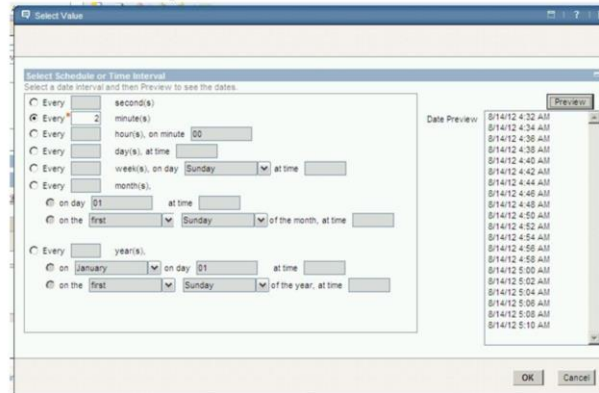 Select Value
?
Select Schedule or Time Interval
Select a date interval and then Preview to see the dates.
Preview
Every second(s)
Every* 2 minute(s)
Every hour(s), on minute 00
Every day(s), at time
Every week(s), on day Sunday at time
Every month(s),
on day 01 at time
on the first Sunday of the month, at time
Every year(s),
on January on day 01 at time
on the first Sunday of the year, at time
Date Preview
8/14/12 4:32 AM
8/14/12 4:34 AM
8/14/12 4:36 AM
8/14/12 4:38 AM
8/14/12 4:40 AM
8/14/12 4:42 AM
8/14/12 4:44 AM
8/14/12 4:46 AM
8/14/12 4:48 AM
8/14/12 4:50 AM
8/14/12 4:52 AM
8/14/12 4:54 AM
8/14/12 4:56 AM
8/14/12 4:58 AM
8/14/12 5:00 AM
8/14/12 5:02 AM
8/14/12 5:04 AM
8/14/12 5:06 AM
8/14/12 5:08 AM
8/14/12 5:10 AM
OK Cancel